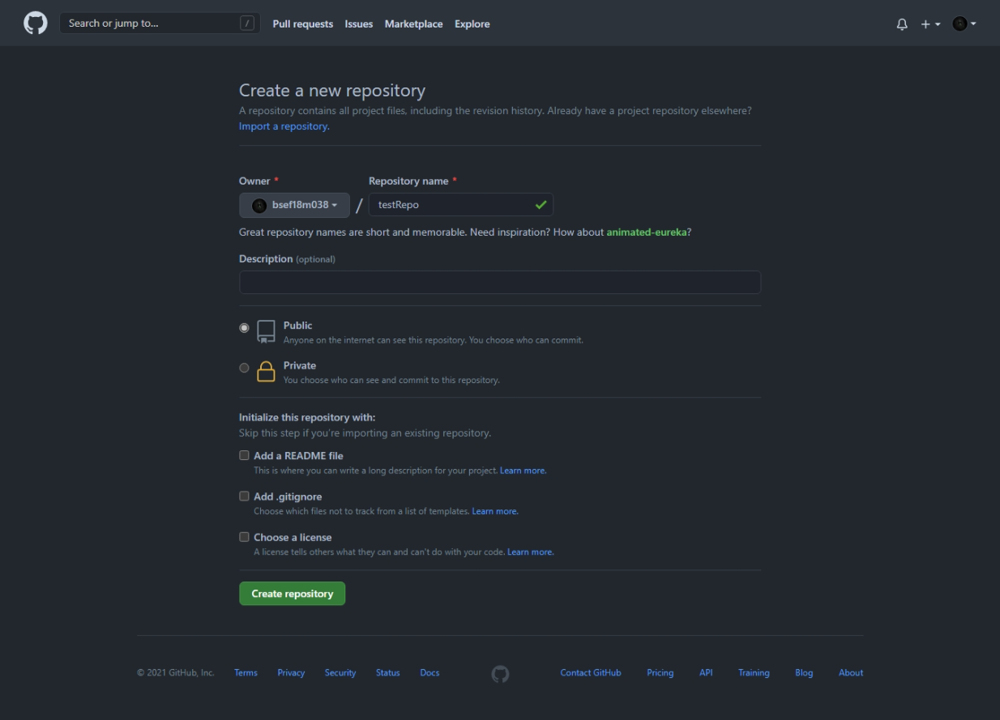 Search or jump to... /
Pull requests Issues Marketplace Explore
Create a new repository
A repository contains all project files, including the revision history. Already have a project repository elsewhere?
Import a repository.
Owner * Repository name *
bsef18m038 / testRepo
Great repository names are short and memorable. Need inspiration? How about animated-eureka?
Description (optional)
Public
Anyone on the internet can see this repository. You choose who can commit.
Private
You choose who can see and commit to this repository.
Initialize this repository with:
Skip this step if you're importing an existing repository.
Add a README file
This is where you can write a long description for your project. Learn more.
Add .gitignore
Choose which files not to track from a list of templates. Learn more.
Choose a license
A license tells others what they can and can't do with your code. Learn more.
Create repository
© 2021 GitHub, Inc. Terms Privacy Security Status Docs Contact GitHub Pricing API Training Blog About